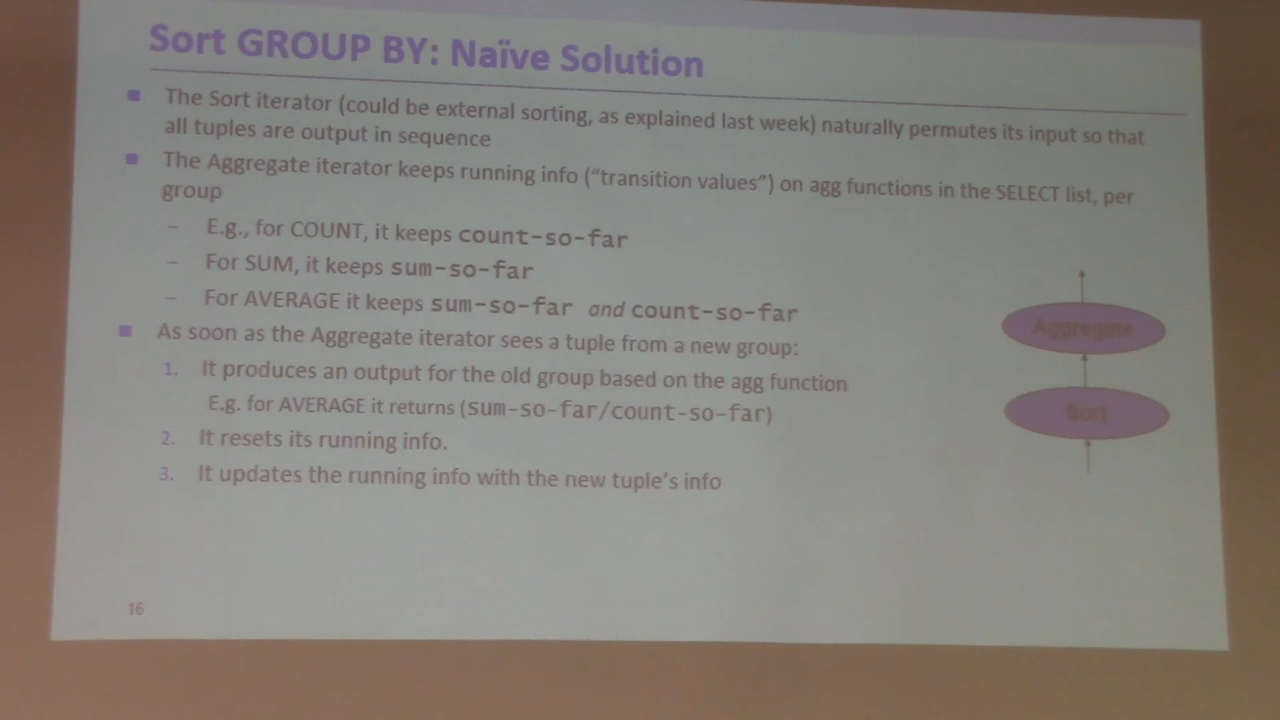 Sort GROUP BY: Naïve Solution
■ The Sort iterator (could be external sorting, as explained last week) naturally permutes its input so that
all tuples are output in sequence
■ The Aggregate iterator keeps running info (“transition values”) on agg functions in the SELECT list, per
group
– E.g., for COUNT, it keeps count-so-far
– For SUM, it keeps sum-so-far
– For AVERAGE it keeps sum-so-far and count-so-far
■ As soon as the Aggregate iterator sees a tuple from a new group:
1. It produces an output for the old group based on the agg function
E.g. for AVERAGE it returns (sum-so-far/count-so-far)
2. It resets its running info.
3. It updates the running info with the new tuple’s info
Aggregate
Sort
16